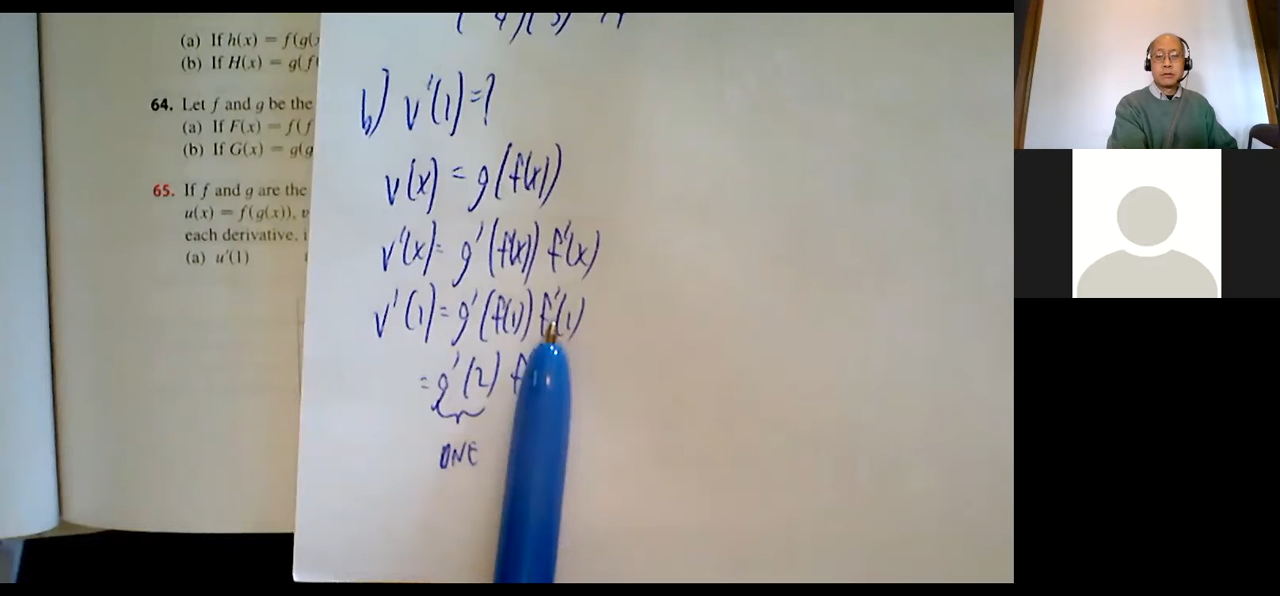 (a) If h(x) = f(g(
(b) If H(x) = g(f
64. Let f and g be the
(a) If F(x) = f(f
(b) If G(x) = g(g
65. If f and g are the
u(x) = f(g(x)), v
each derivative, i
(a) u'(1)
b) v'(1)=?
v(x) = g(f(x))
v'(x) = g'(f(x)) f'(x)
v'(1) = g'(f(1) f'(1)
= g'(2) f
DNE